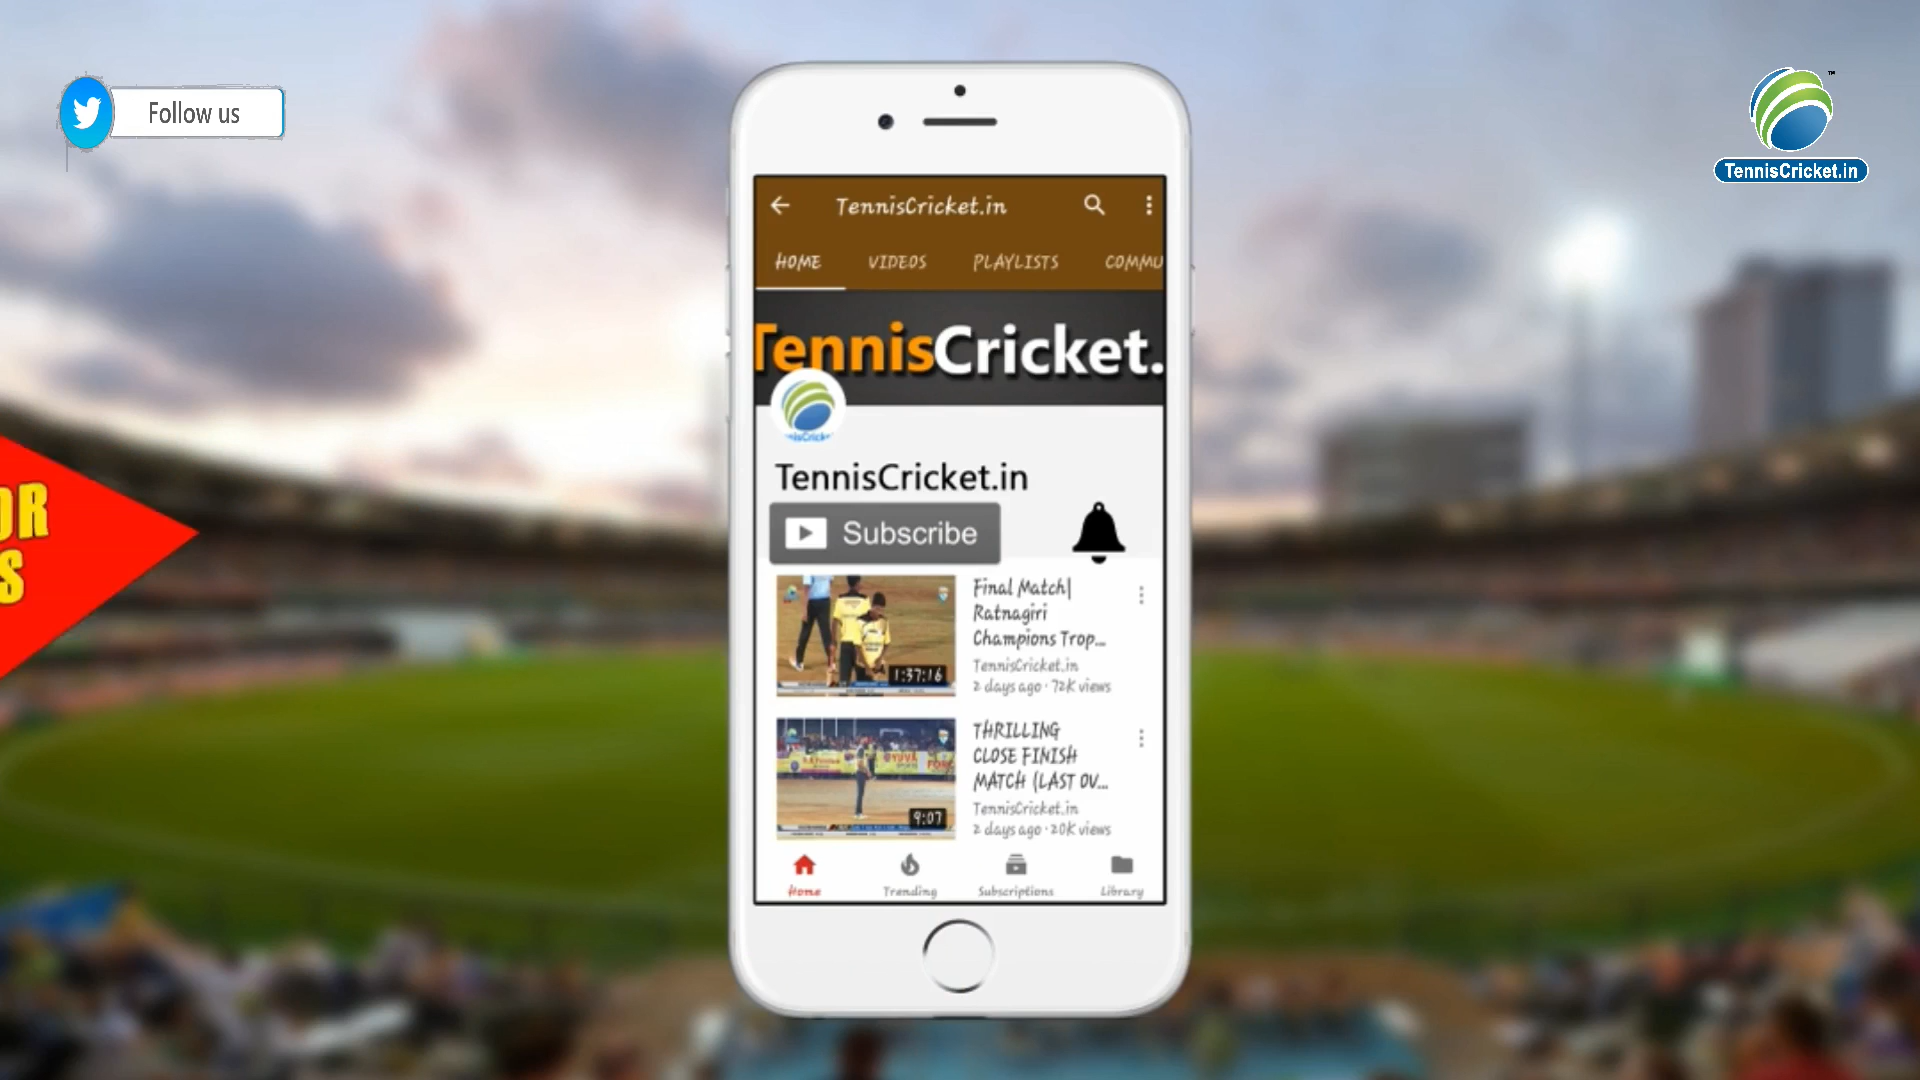 Follow us
TennisCricket.in
TennisCricket.in
HOME VIDEOS PLAYLISTS COMMU
TennisCricket.
TennisCricket.in
Subscribe
Final Match|
Ratnagiri
Champions Trop...
TennisCricket.in
2 days ago · 72K views
1:37:16
THRILLING
CLOSE FINISH
MATCH (LAST OV...
TennisCricket.in
2 days ago · 20K views
9:07
Home Trending Subscriptions Library
OR
S